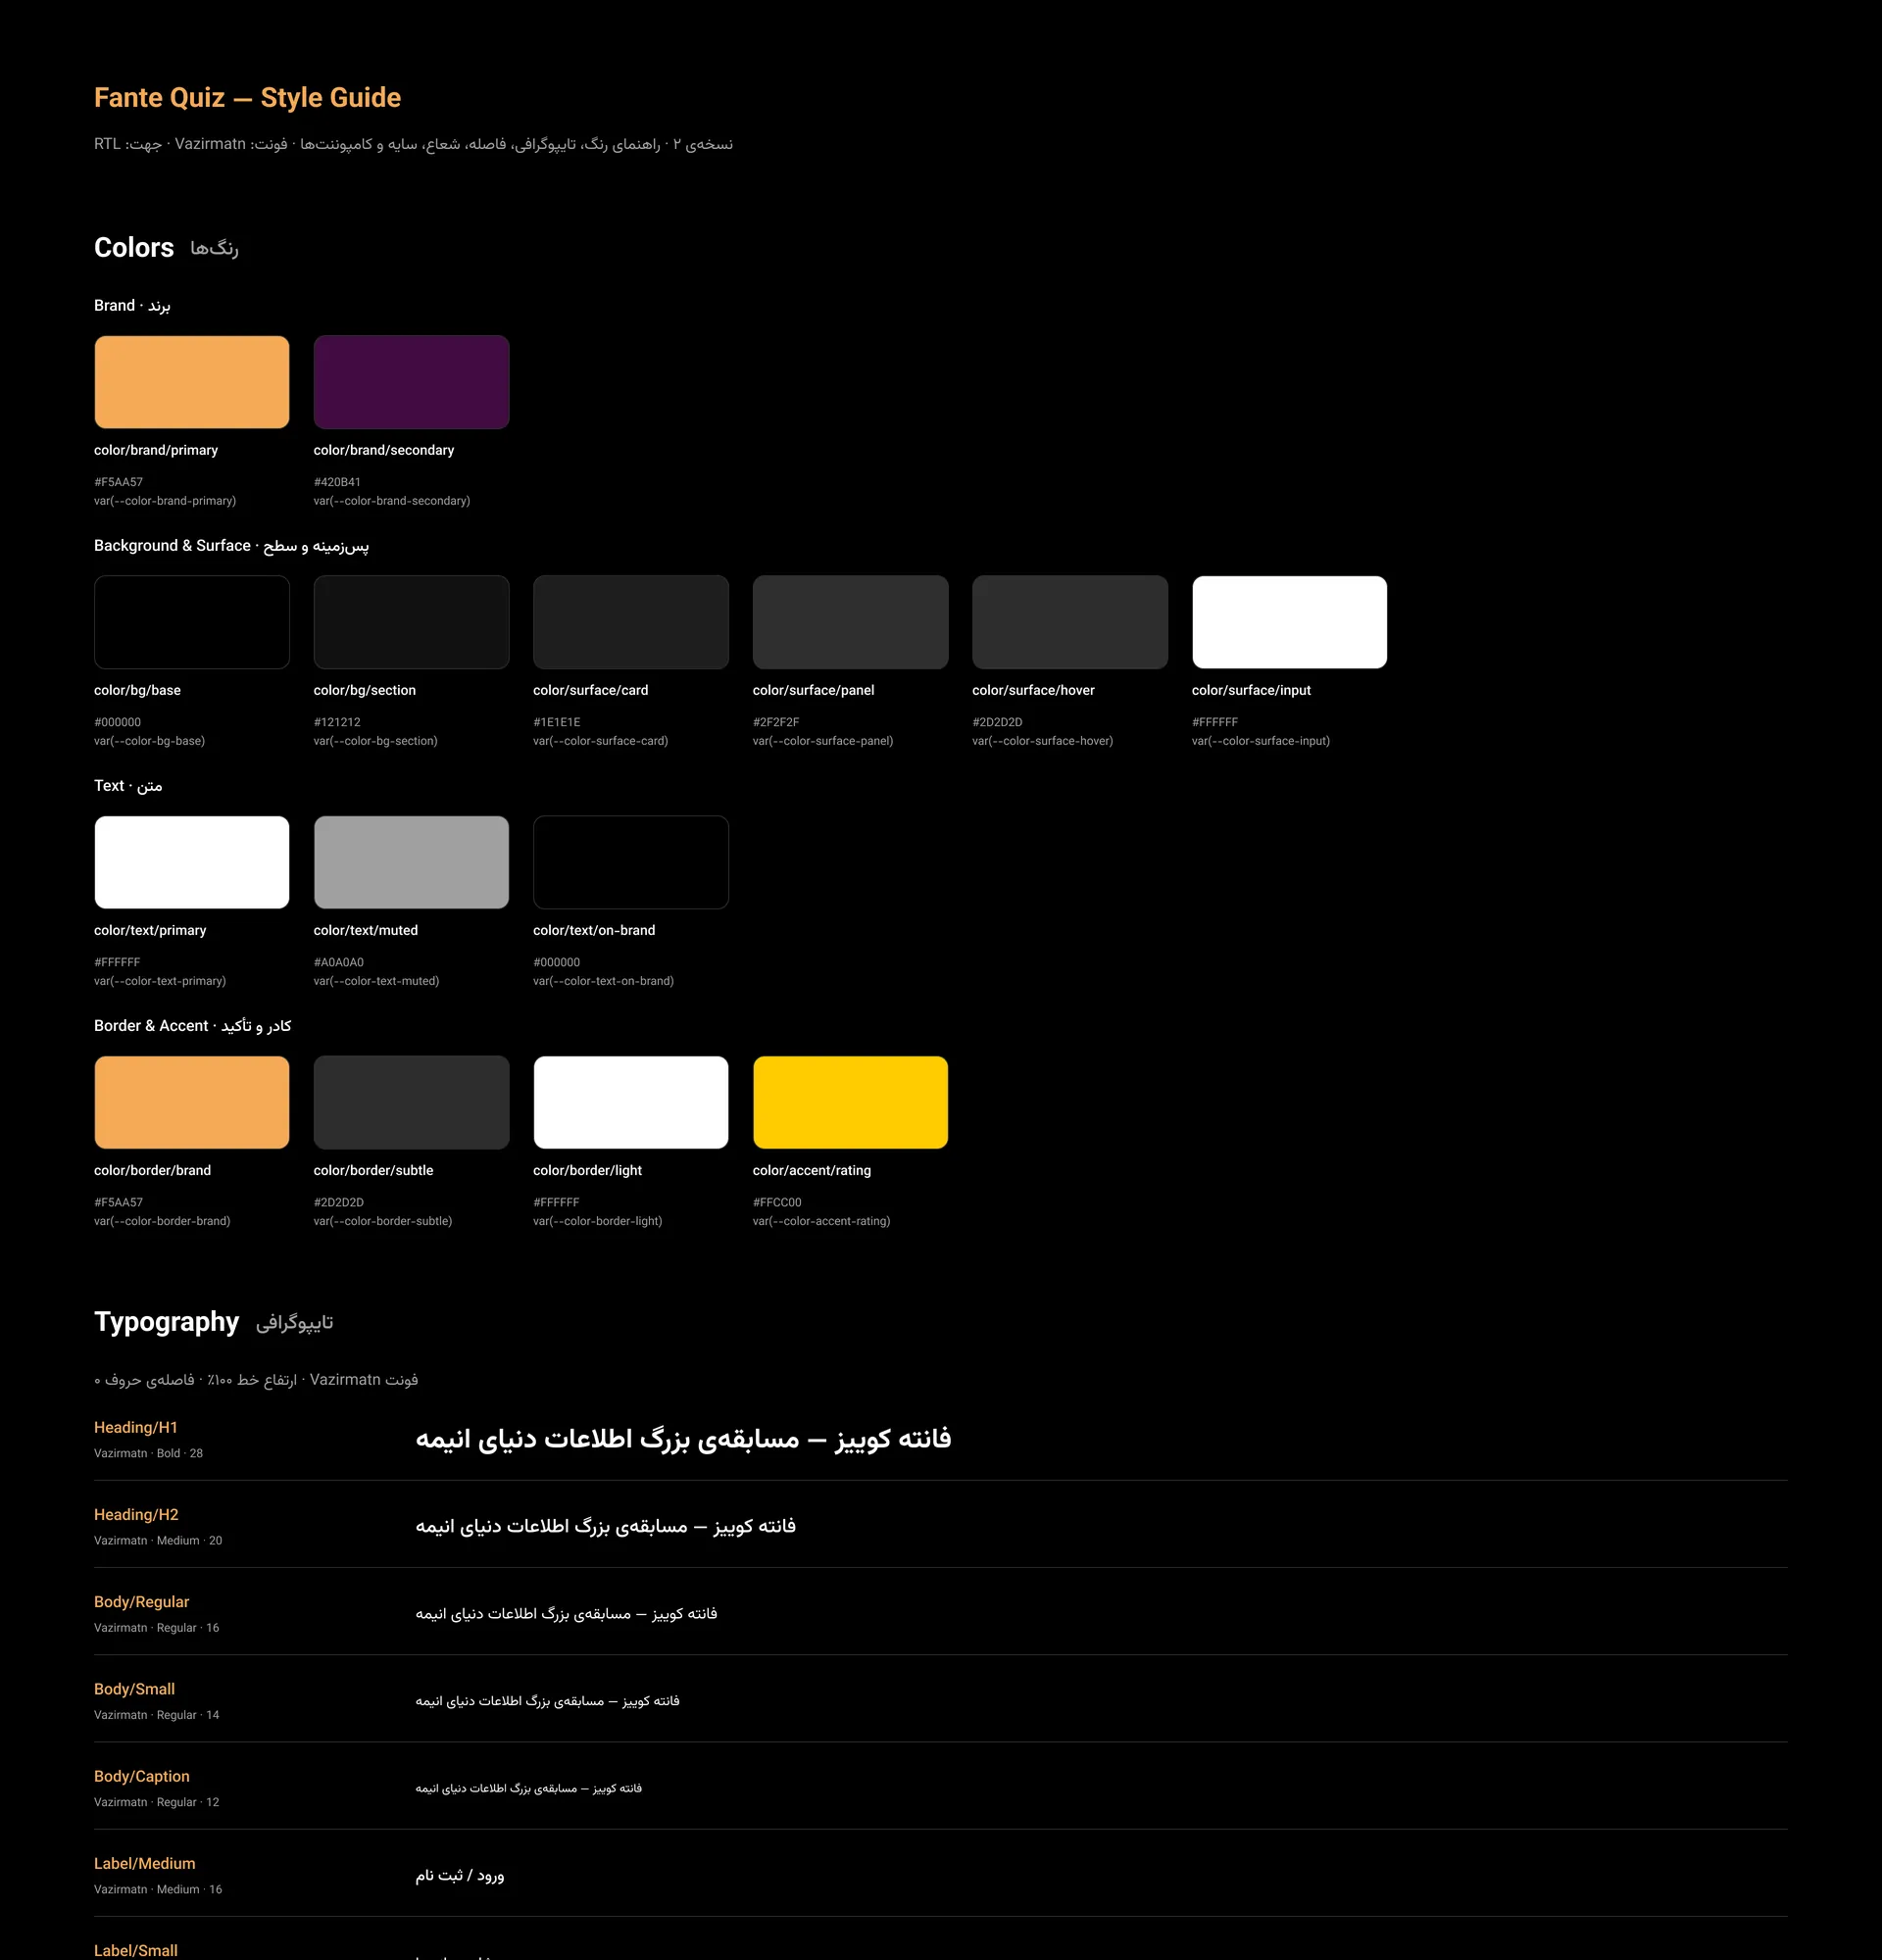 Fante Quiz — Style Guide
نسخه‌ی ۲ · راهنمای رنگ، تایپوگرافی، فاصله، شعاع، سایه و کامپوننت‌ها · فونت: Vazirmatn · جهت: RTL
Colors رنگ‌ها
Brand · برند
color/brand/primary
#F5AA57
var(--color-brand-primary)
color/brand/secondary
#420B41
var(--color-brand-secondary)
Background & Surface · پس‌زمینه و سطح
color/bg/base
#000000
var(--color-bg-base)
color/bg/section
#121212
var(--color-bg-section)
color/surface/card
#1E1E1E
var(--color-surface-card)
color/surface/panel
#2F2F2F
var(--color-surface-panel)
color/surface/hover
#2D2D2D
var(--color-surface-hover)
color/surface/input
#FFFFFF
var(--color-surface-input)
Text · متن
color/text/primary
#FFFFFF
var(--color-text-primary)
color/text/muted
#A0A0A0
var(--color-text-muted)
color/text/on-brand
#000000
var(--color-text-on-brand)
Border & Accent · کادر و تأکید
color/border/brand
#F5AA57
var(--color-border-brand)
color/border/subtle
#2D2D2D
var(--color-border-subtle)
color/border/light
#FFFFFF
var(--color-border-light)
color/accent/rating
#FFCC00
var(--color-accent-rating)
Typography تایپوگرافی
فونت Vazirmatn · ارتفاع خط ۱۰۰٪ · فاصله‌ی حروف ۰
Heading/H1
Vazirmatn · Bold · 28
فانته کوییز — مسابقه‌ی بزرگ اطلاعات دنیای انیمه
Heading/H2
Vazirmatn · Medium · 20
فانته کوییز — مسابقه‌ی بزرگ اطلاعات دنیای انیمه
Body/Regular
Vazirmatn · Regular · 16
فانته کوییز — مسابقه‌ی بزرگ اطلاعات دنیای انیمه
Body/Small
Vazirmatn · Regular · 14
فانته کوییز — مسابقه‌ی بزرگ اطلاعات دنیای انیمه
Body/Caption
Vazirmatn · Regular · 12
فانته کوییز — مسابقه‌ی بزرگ اطلاعات دنیای انیمه
Label/Medium
Vazirmatn · Medium · 16
ورود / ثبت نام
Label/Small